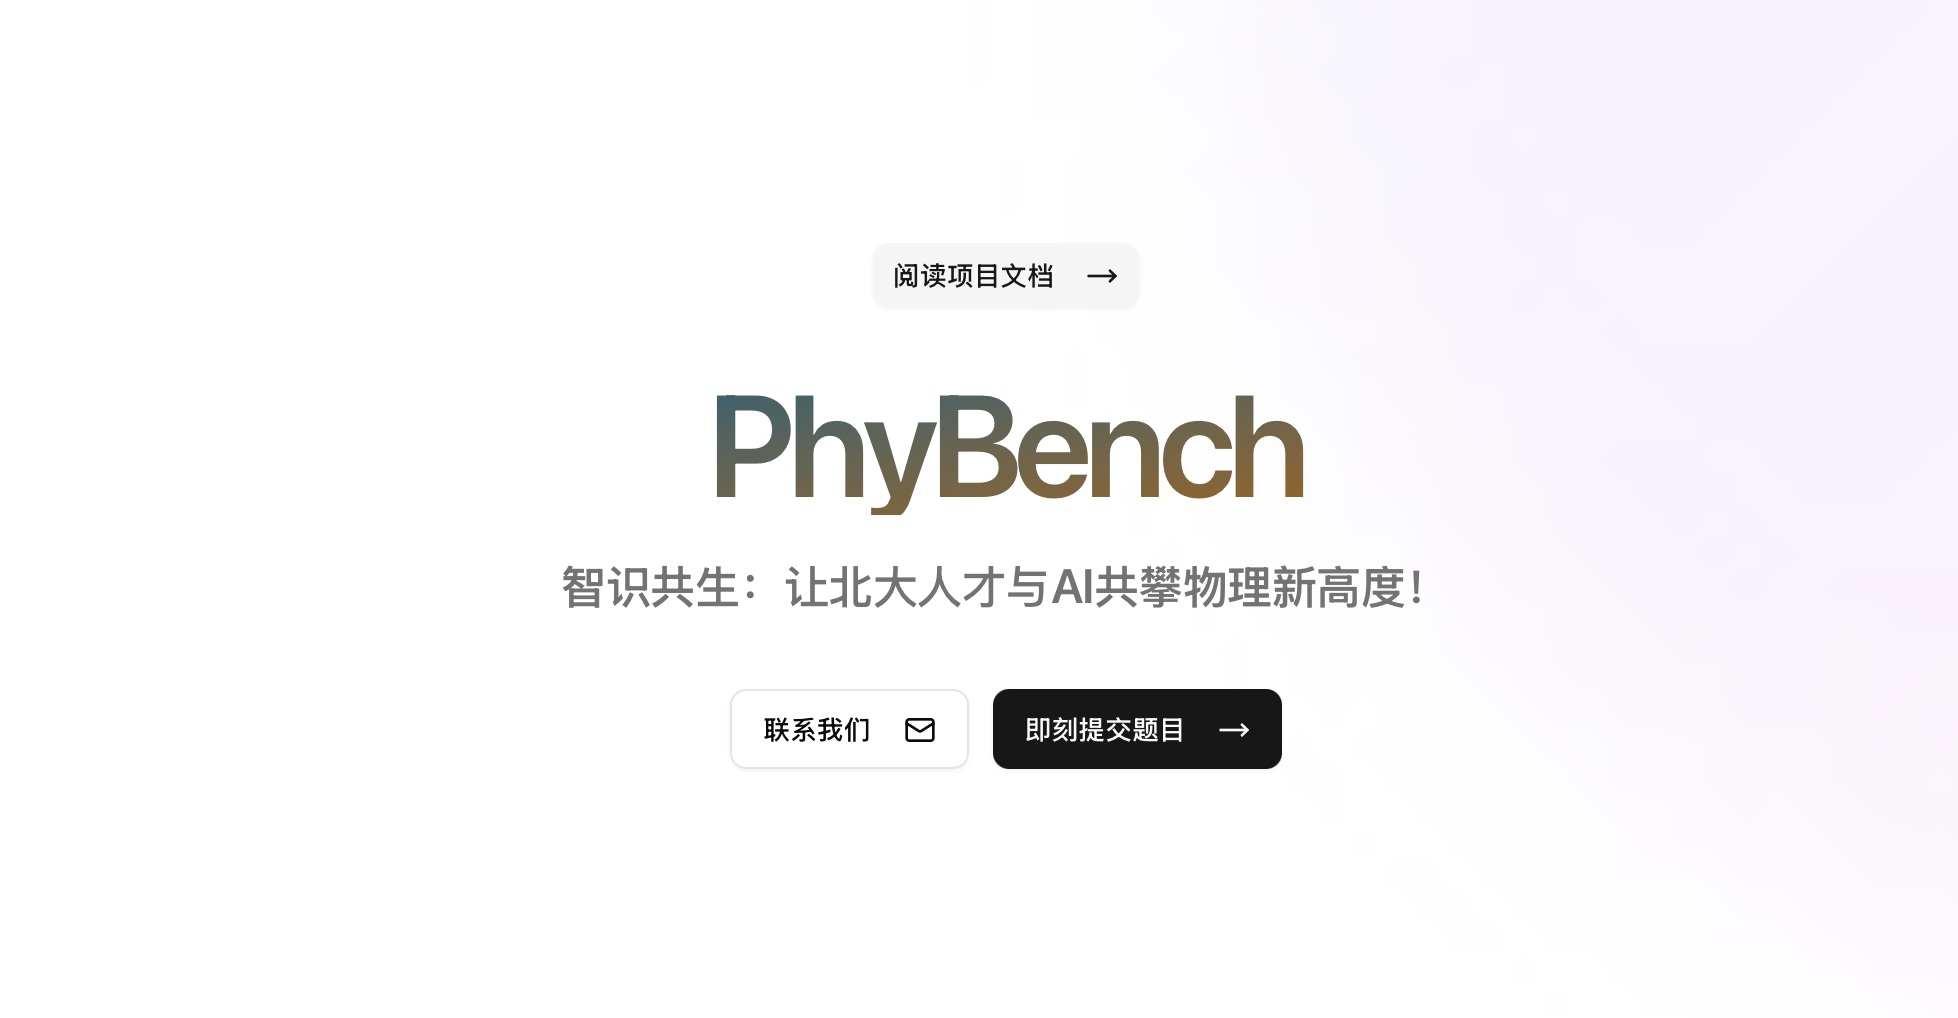 阅读项目文档
PhyBench
智识共生：让北大人才与AI共攀物理新高度！
联系我们
即刻提交题目